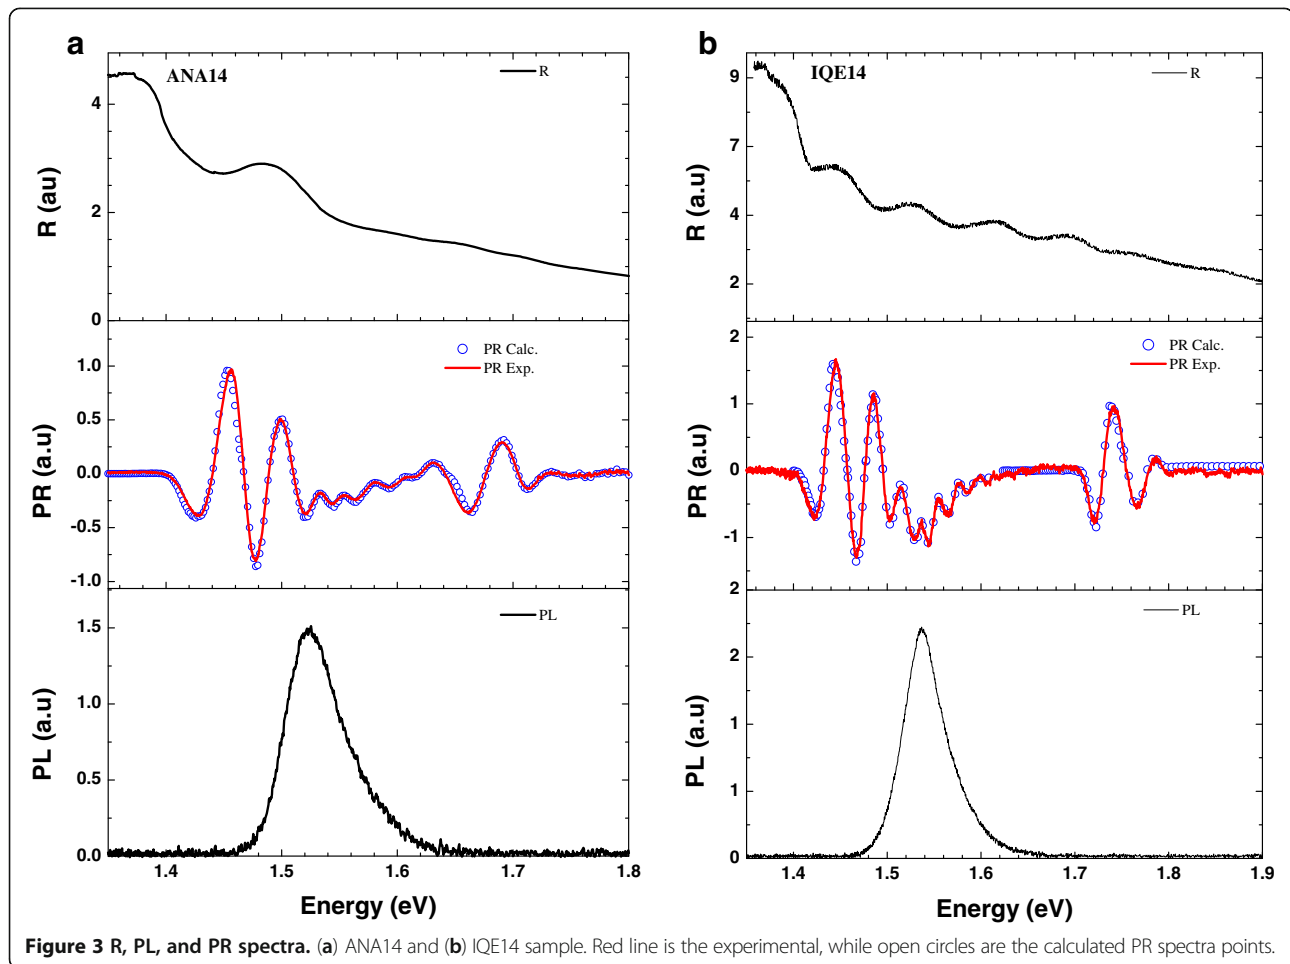 a
ANA14
R
4
2
0
R (au)
PR Calc.
PR Exp.
1.0
0.5
0.0
-0.5
-1.0
PR (a.u)
PL
1.5
1.0
0.5
0.0
PL (a.u)
1.4 1.5 1.6 1.7 1.8
Energy (eV)
b
IQE14
R
9
7
4
2
R (a.u)
PR Calc.
PR Exp.
2
1
0
-1
2
PR (a.u)
PL
2
1
1
0
PL (a.u)
1.4 1.5 1.6 1.7 1.8 1.9
Energy (eV)
Figure 3 R, PL, and PR spectra. (a) ANA14 and (b) IQE14 sample. Red line is the experimental, while open circles are the calculated PR spectra points.